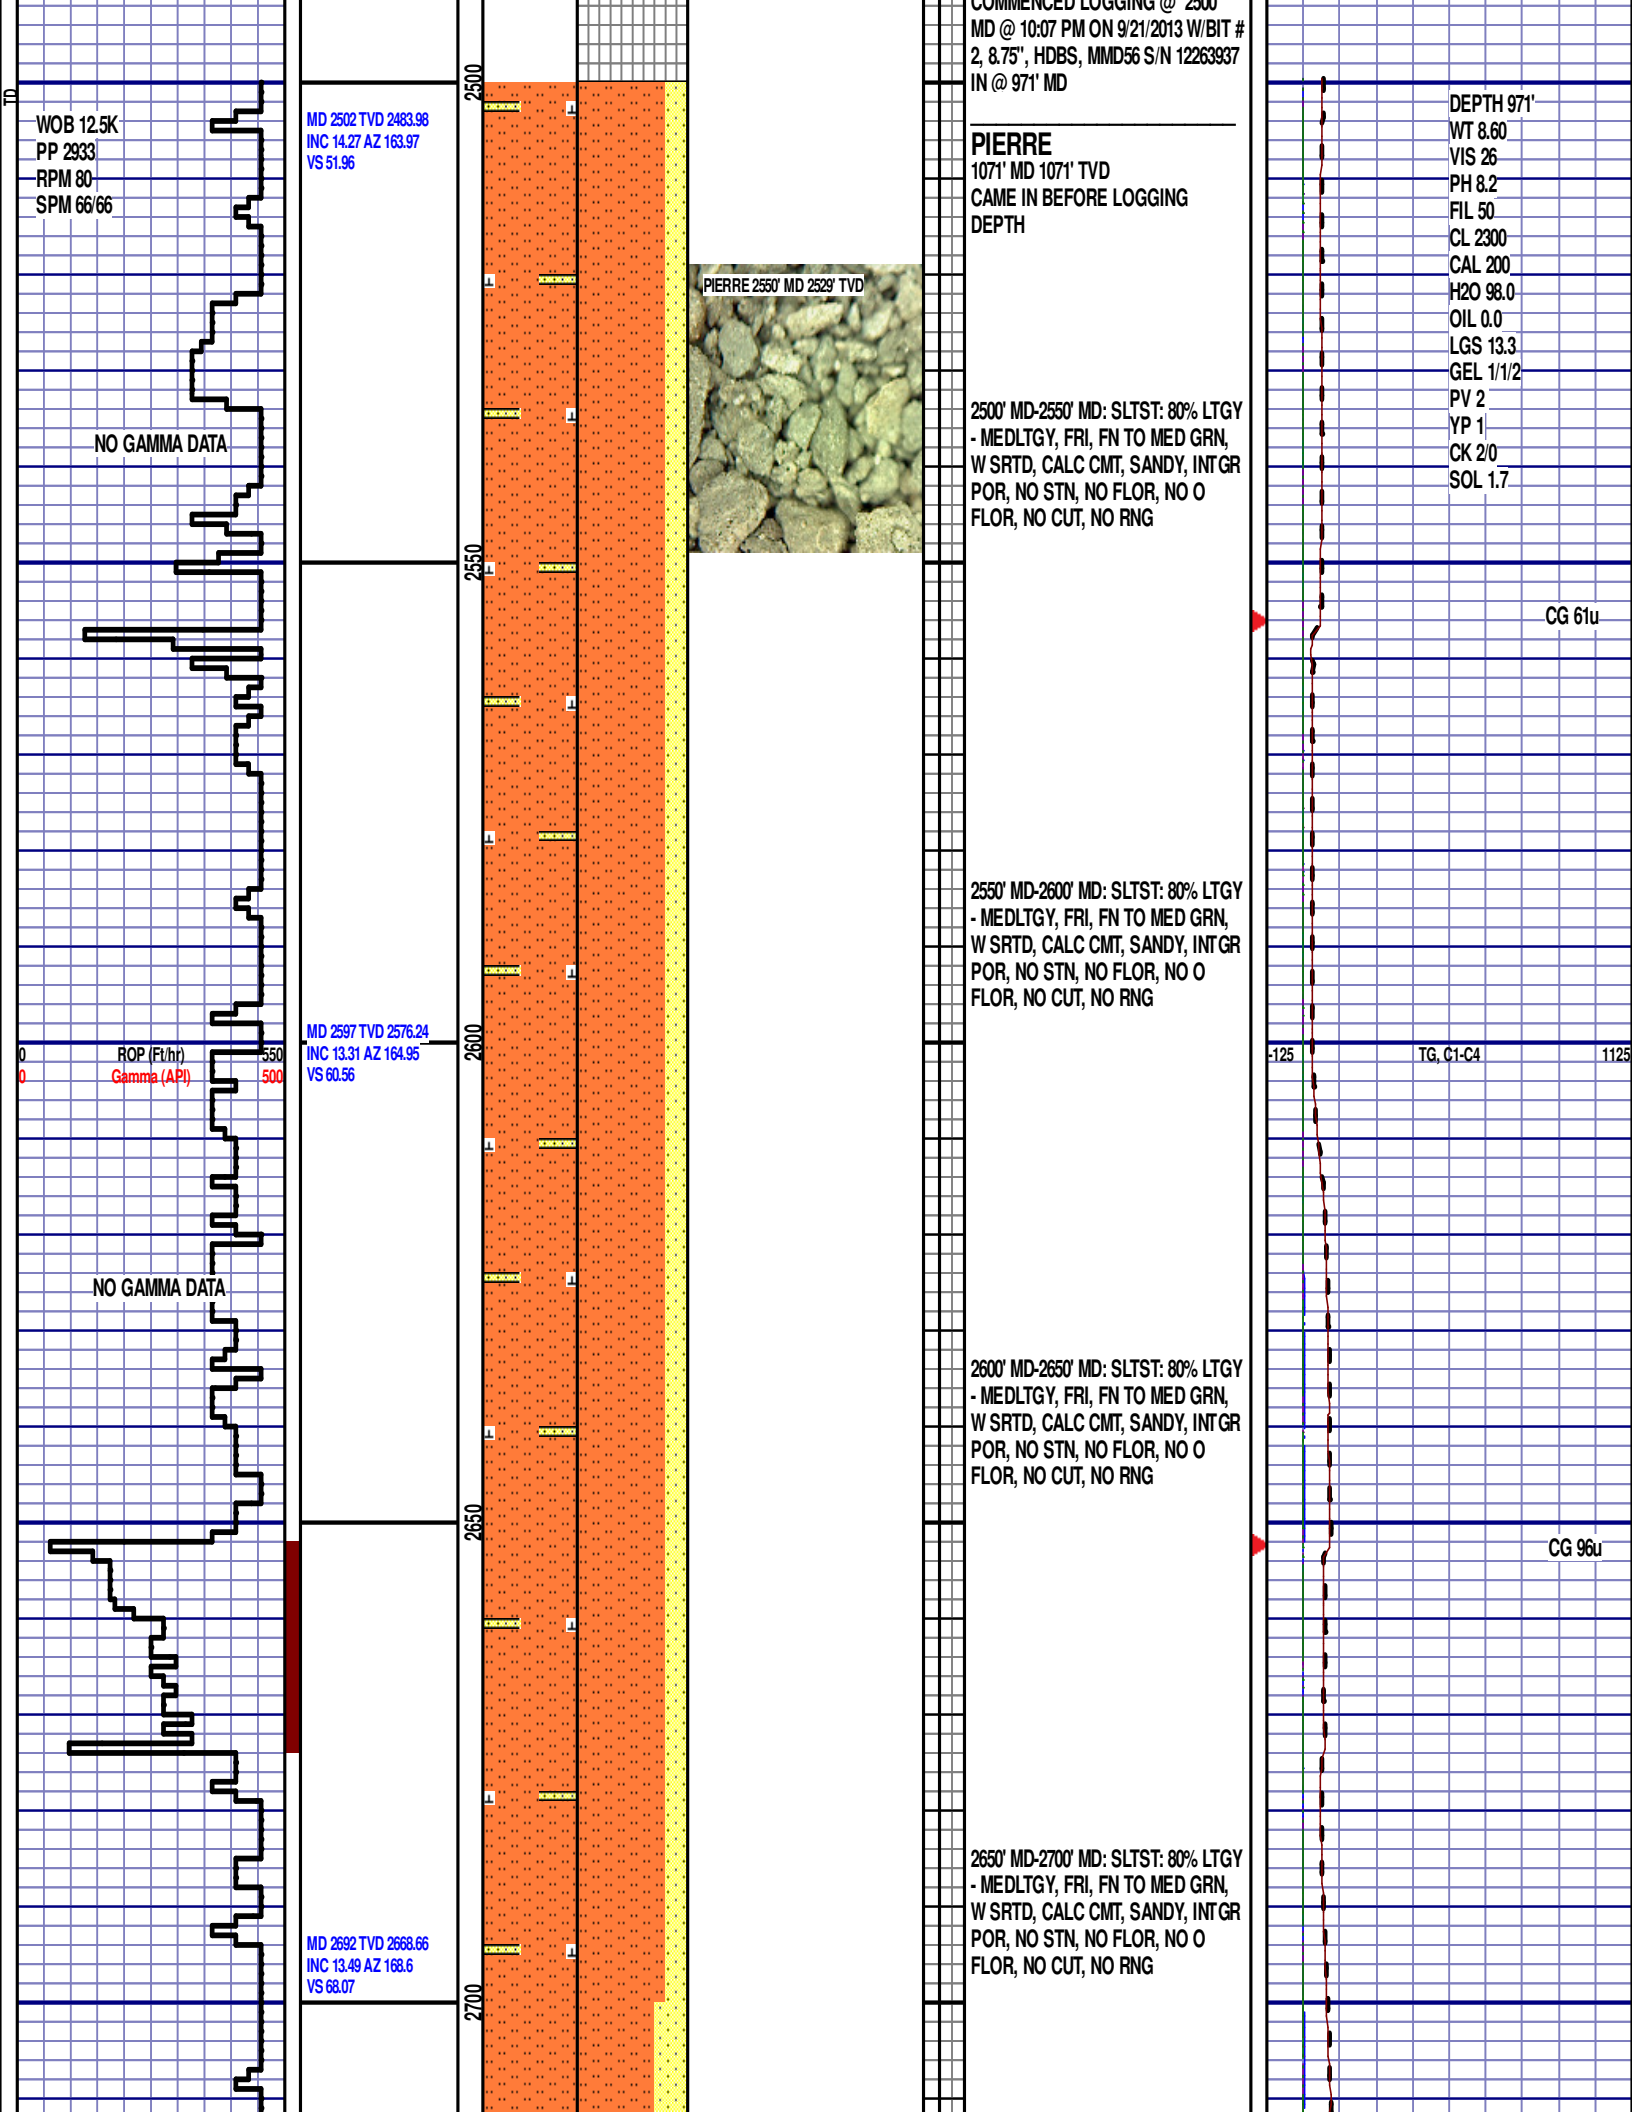 COMMENCED LOGGING @ 2500'
MD @ 10:07 PM ON 9/21/2013 W/BIT #
2, 8.75", HDBS, MMD56 S/N 12263937
IN @ 971' MD
TD
WOB 12.5K
PP 2933
RPM 80
SPM 66/66
MD 2502 TVD 2483.98
INC 14.27 AZ 163.97
VS 51.96
2500
PIERRE
1071' MD 1071' TVD
CAME IN BEFORE LOGGING
DEPTH
DEPTH 971'
WT 8.60
VIS 26
PH 8.2
FIL 50
CL 2300
CAL 200
H2O 98.0
OIL 0.0
LGS 13.3
GEL 1/1/2
PV 2
YP 1
CK 2/0
SOL 1.7
PIERRE 2550' MD 2529' TVD
NO GAMMA DATA
2500' MD-2550' MD: SLTST: 80% LTGY
- MEDLTGY, FRI, FN TO MED GRN,
W SRTD, CALC CMT, SANDY, INTGR
POR, NO STN, NO FLOR, NO O
FLOR, NO CUT, NO RNG
2550
CG 61u
2550' MD-2600' MD: SLTST: 80% LTGY
- MEDLTGY, FRI, FN TO MED GRN,
W SRTD, CALC CMT, SANDY, INTGR
POR, NO STN, NO FLOR, NO O
FLOR, NO CUT, NO RNG
MD 2597 TVD 2576.24
INC 13.31 AZ 164.95
VS 60.56
2600
0 ROP (Ft/hr) 550
0 Gamma (API) 500
-125 TG, C1-C4 1125
NO GAMMA DATA
2600' MD-2650' MD: SLTST: 80% LTGY
- MEDLTGY, FRI, FN TO MED GRN,
W SRTD, CALC CMT, SANDY, INTGR
POR, NO STN, NO FLOR, NO O
FLOR, NO CUT, NO RNG
2650
CG 96u
2650' MD-2700' MD: SLTST: 80% LTGY
- MEDLTGY, FRI, FN TO MED GRN,
W SRTD, CALC CMT, SANDY, INTGR
POR, NO STN, NO FLOR, NO O
FLOR, NO CUT, NO RNG
MD 2692 TVD 2668.66
INC 13.49 AZ 168.6
VS 68.07
2700